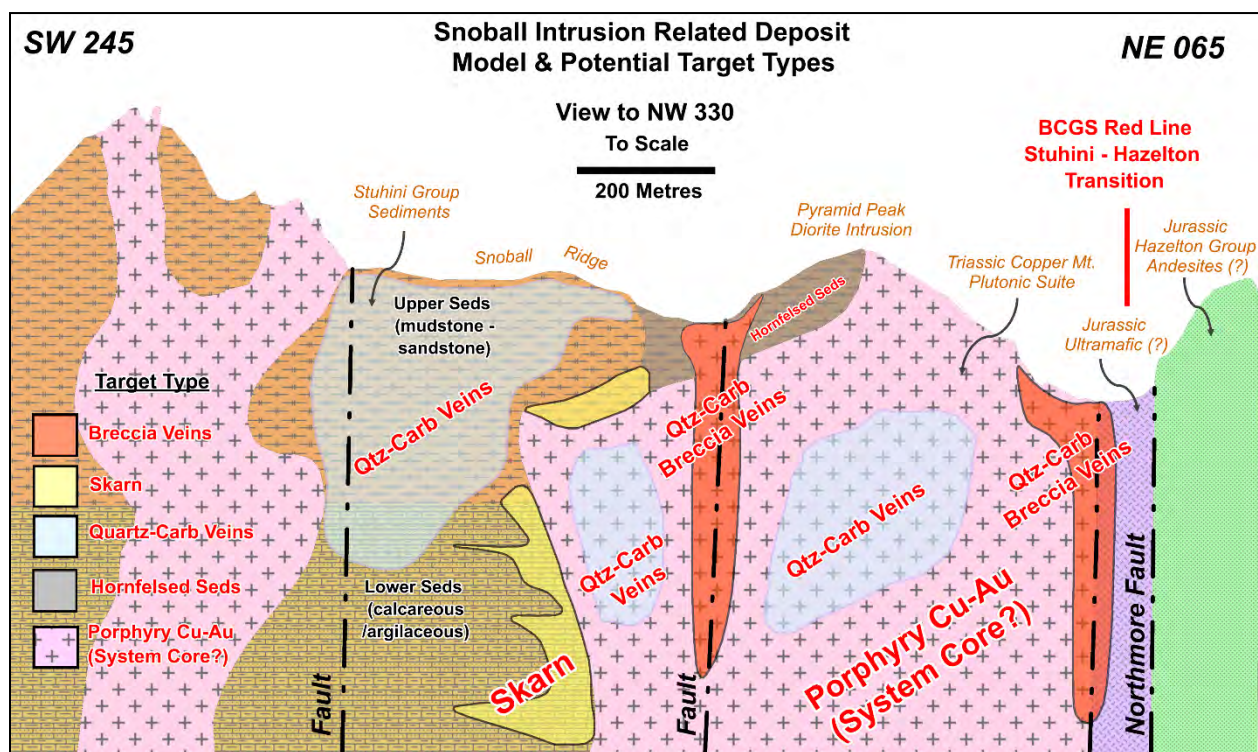 SW 245
Snoball Intrusion Related Deposit
Model & Potential Target Types
NE 065
View to NW 330
To Scale
200 Metres
BCGS Red Line
Stuhini - Hazelton
Transition
Stuhini Group
Sediments
Snoball Ridge
Pyramid Peak
Diorite Intrusion
Triassic Copper Mt.
Plutonic Suite
Jurassic
Hazelton Group
Andesites (?)
Jurassic
Ultramafic (?)
Upper Seds
(mudstone -
sandstone)
Hornfelsed Seds
Target Type
Breccia Veins
Skarn
Quartz-Carb Veins
Hornfelsed Seds
Porphyry Cu-Au
(System Core?)
Qtz-Carb Veins
Lower Seds
(calcareous
/argilaceous)
Skarn
Qtz-Carb
Veins
Qtz-Carb
Breccia Veins
Qtz-Carb Veins
Qtz-Carb
Breccia Veins
Porphyry Cu-Au
(System Core?)
Fault
Fault
Northmore Fault